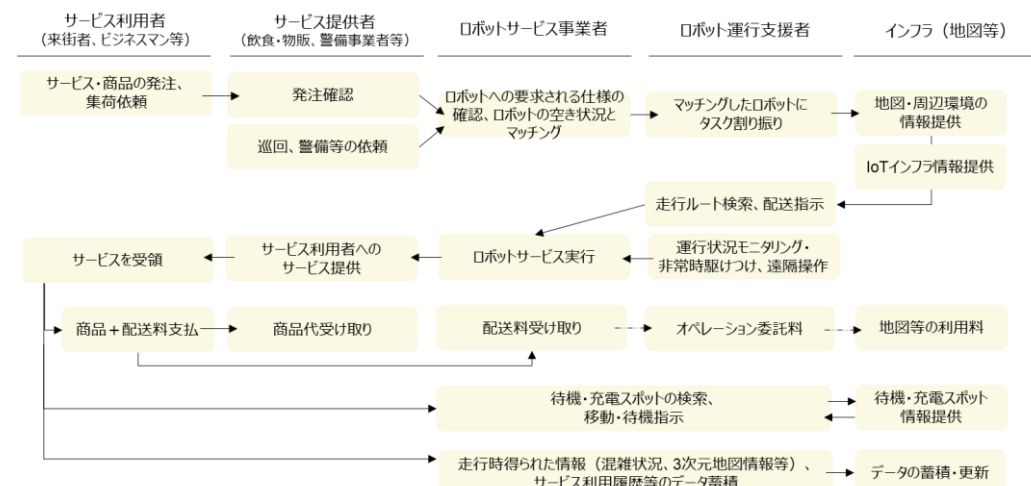 サービス利用者
(来街者、ビジネスマン等)
サービス提供者
(飲食・物販、警備事業者等)
ロボットサービス事業者
ロボット運行支援者
インフラ（地図等）
サービス・商品の発注、
集荷依頼
発注確認
巡回、警備等の依頼
ロボットへの要求される仕様の
確認、ロボットの空き状況と
マッチング
マッチングしたロボットに
タスク割り振り
地図・周辺環境の
情報提供
IoTインフラ情報提供
走行ルート検索、配送指示
サービスを受領
サービス利用者への
サービス提供
ロボットサービス実行
運行状況モニタリング・
非常時駆けつけ、遠隔操作
商品＋配送料支払
商品代受け取り
配送料受け取り
オペレーション委託料
地図等の利用料
待機・充電スポットの検索、
移動・待機指示
待機・充電スポット
情報提供
走行時得られた情報（混雑状況、3次元地図情報等）、
サービス利用履歴等のデータ蓄積
データの蓄積・更新